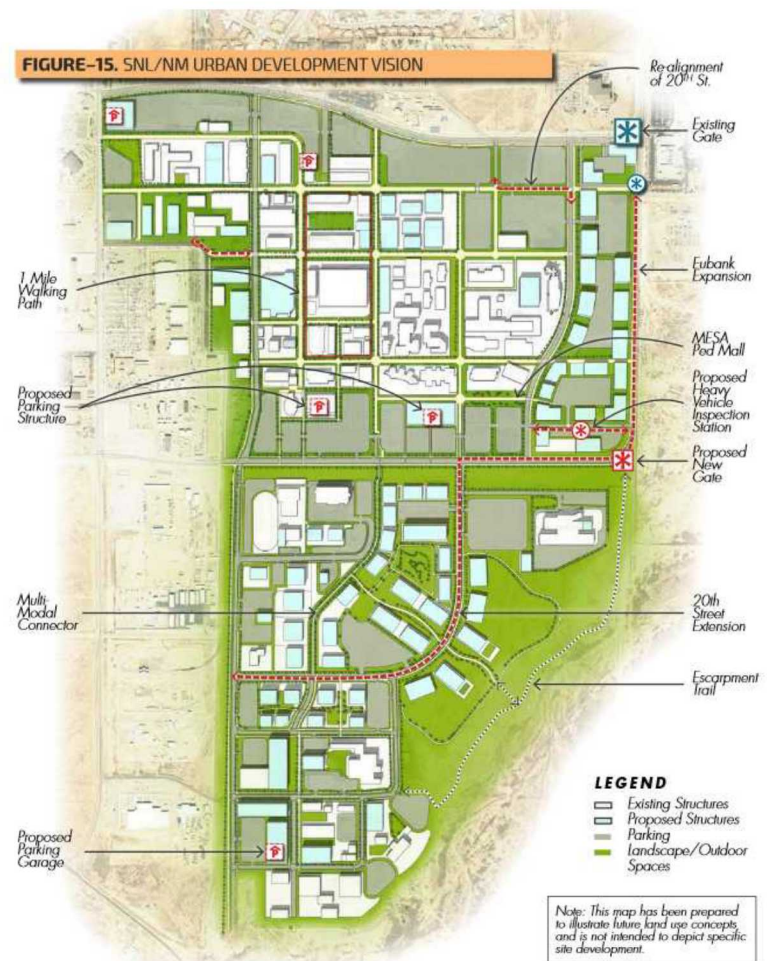 FIGURE-15. SNL/NM URBAN DEVELOPMENT VISION
Re-alignment
of 20TH St.
Existing
Gate
1 Mile
Walking
Path
Eubank
Expansion
MESA
Ped Mall
Proposed
Parking
Structure
Proposed
Heavy
Vehicle
Inspection
Station
Proposed
New
Gate
Multi-
Modal
Connector
20th
Street
Extension
Escarpment
Trail
LEGEND
Existing Structures
Proposed Structures
Parking
Landscape/Outdoor
Spaces
Proposed
Parking
Garage
Note: This map has been prepared
to illustrate future land use concepts
and is not intended to depict specific
site development.
P
P
P
P
P